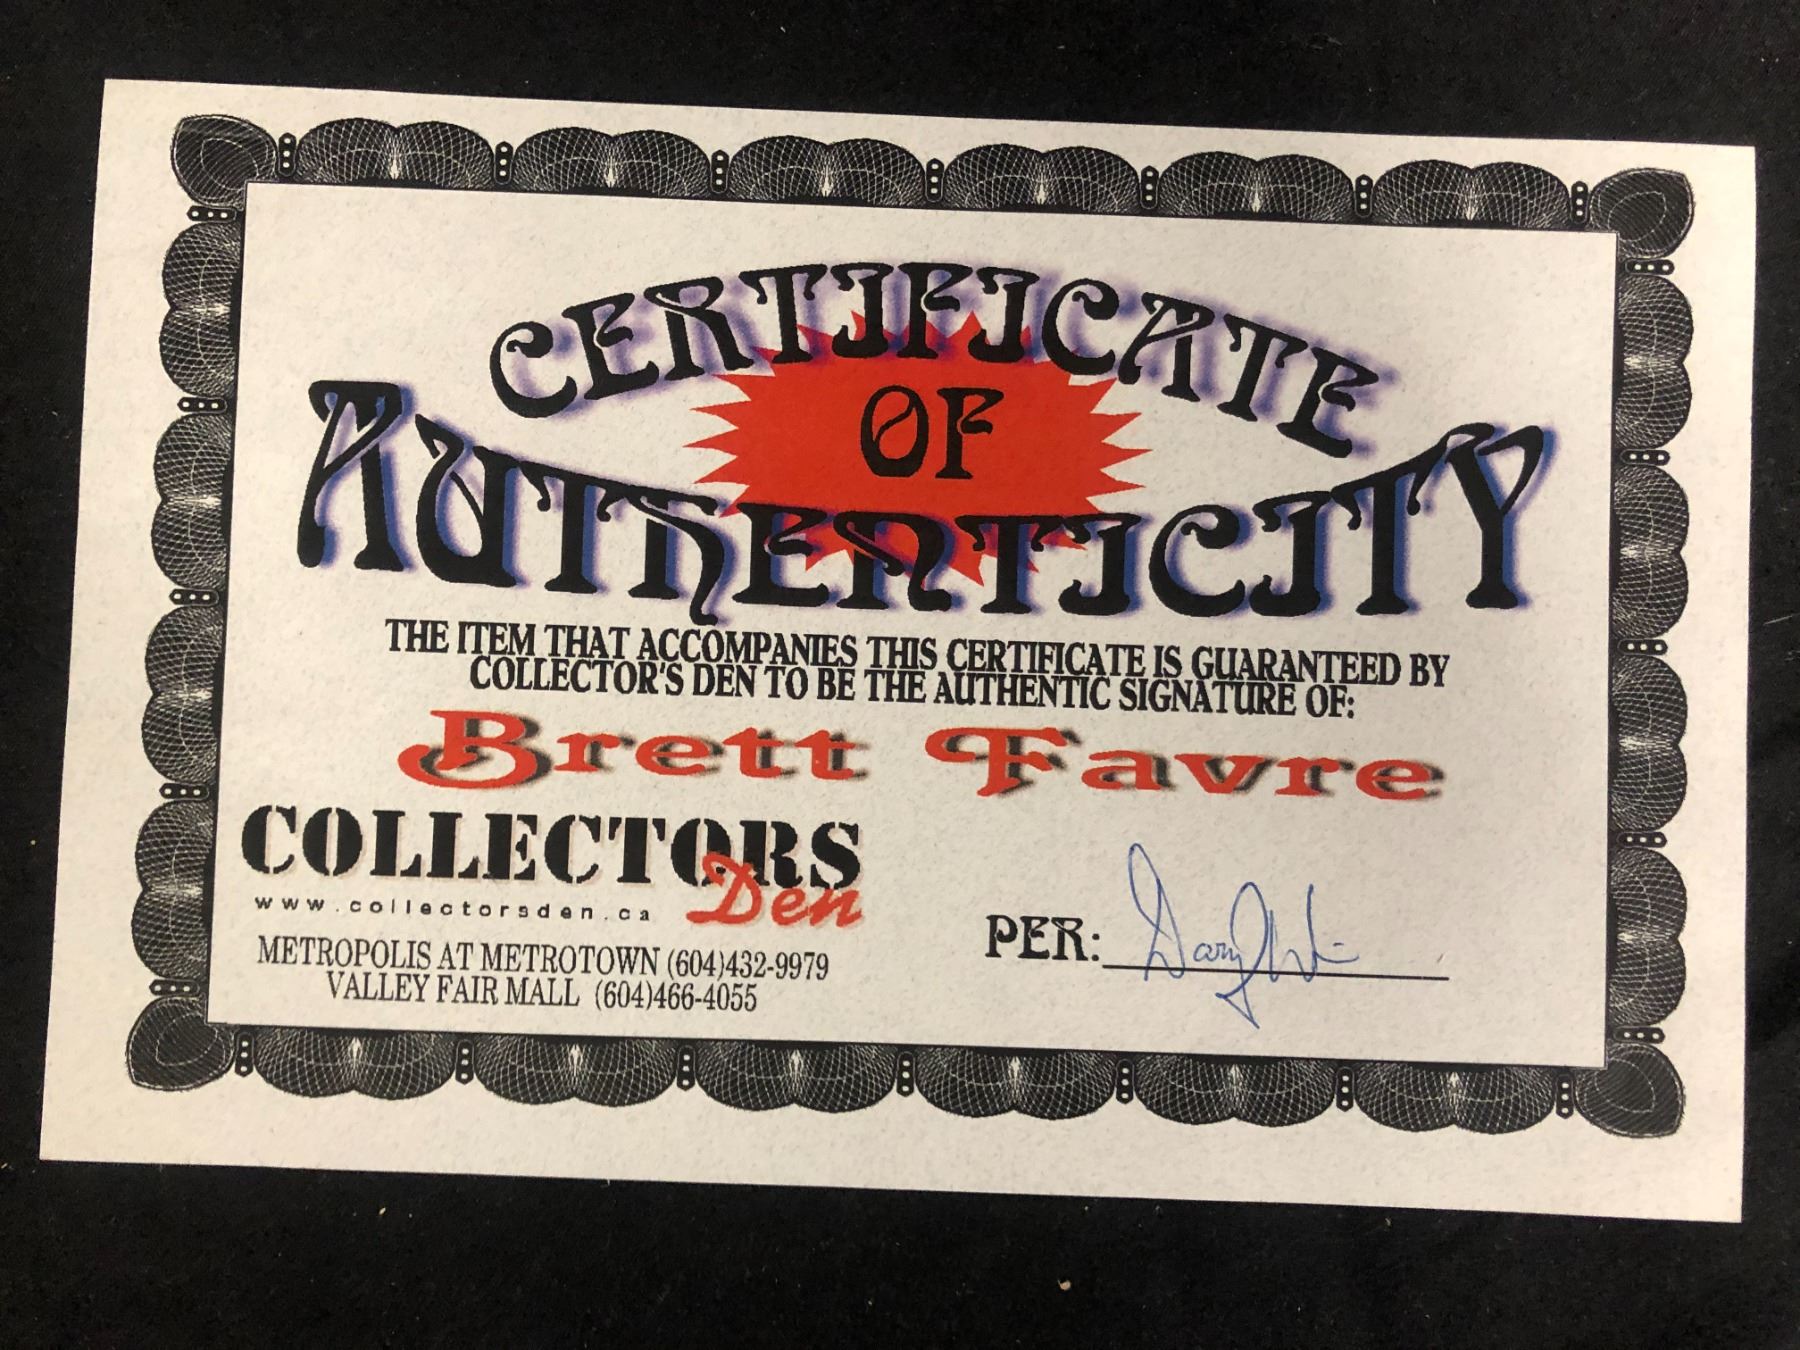 CERTIFICATE
OF
AUTHENTICITY
THE ITEM THAT ACCOMPANIES THIS CERTIFICATE IS GUARANTEED BY
COLLECTOR'S DEN TO BE THE AUTHENTIC SIGNATURE OF:
Brett Favre
COLLECTORS
Den
www.collectorsden.ca
METROPOLIS AT METROTOWN (604)432-9979
VALLEY FAIR MALL (604)466-4055
PER: